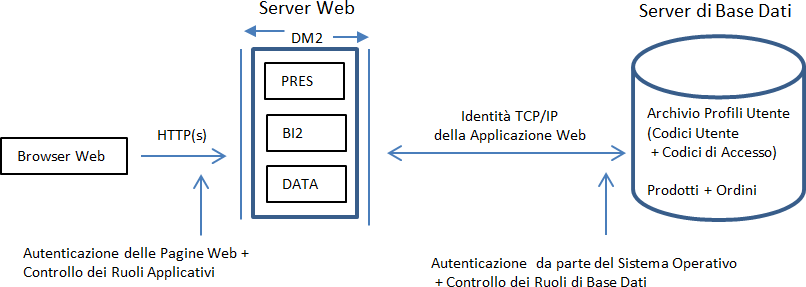 Server Web
Server di Base Dati
DM2
PRES
BI2
DATA
HTTP(s)
Browser Web
Identità TCP/IP
della Applicazione Web
Archivio Profili Utente
(Codici Utente
+ Codici di Accesso)
Prodotti + Ordini
Autenticazione delle Pagine Web +
Controllo dei Ruoli Applicativi
Autenticazione da parte del Sistema Operativo
+ Controllo dei Ruoli di Base Dati